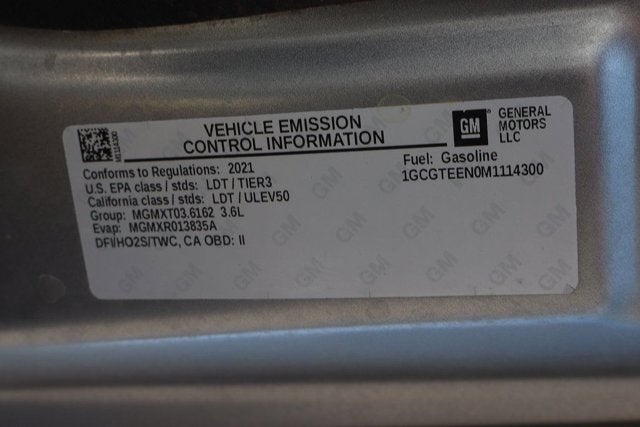 VEHICLE EMISSION
CONTROL INFORMATION
GM
GENERAL
MOTORS
LLC
M1114300
Conforms to Regulations: 2021
U.S. EPA class / stds: LDT / TIER3
California class / stds: LDT / ULEV50
Group: MGMXT03.6162 3.6L
Evap: MGMXR013835A
DFI/HO2S/TWC, CA OBD: II
Fuel: Gasoline
1GCGTEEN0M1114300